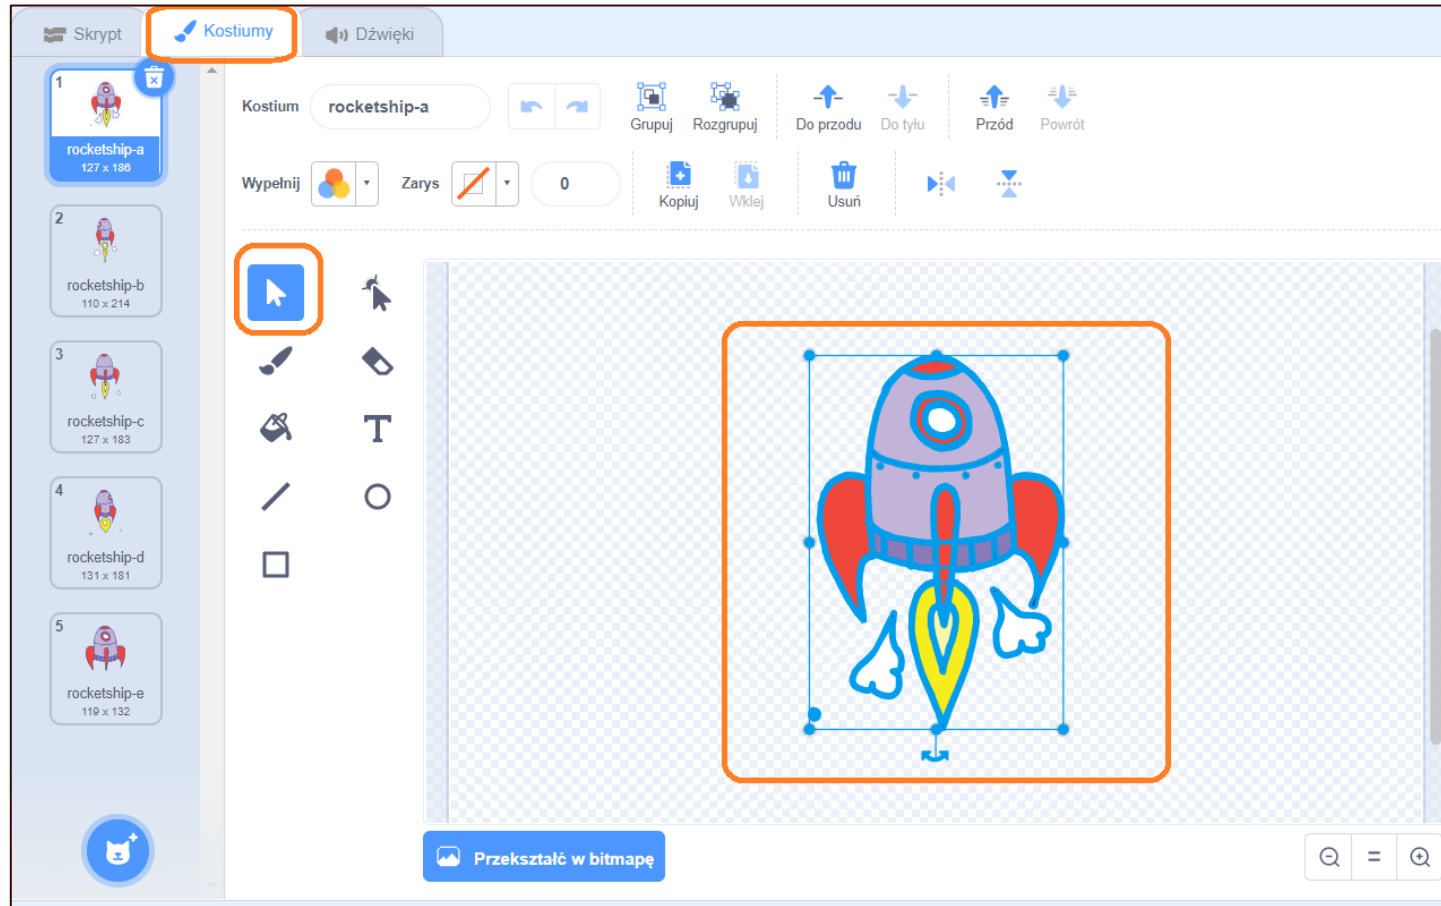 Skrypt
Kostiumy
Dźwięki
1
rocketship-a
127 x 186
2
rocketship-b
110 x 214
3
rocketship-c
127 x 183
4
rocketship-d
131 x 181
5
rocketship-e
119 x 132
Kostium
rocketship-a
Grupuj
Rozgrupuj
Do przodu
Do tyłu
Przód
Powrót
Wypełnij
Zarys
0
Kopiuj
Wklej
Usuń
T
Przekształć w bitmapę